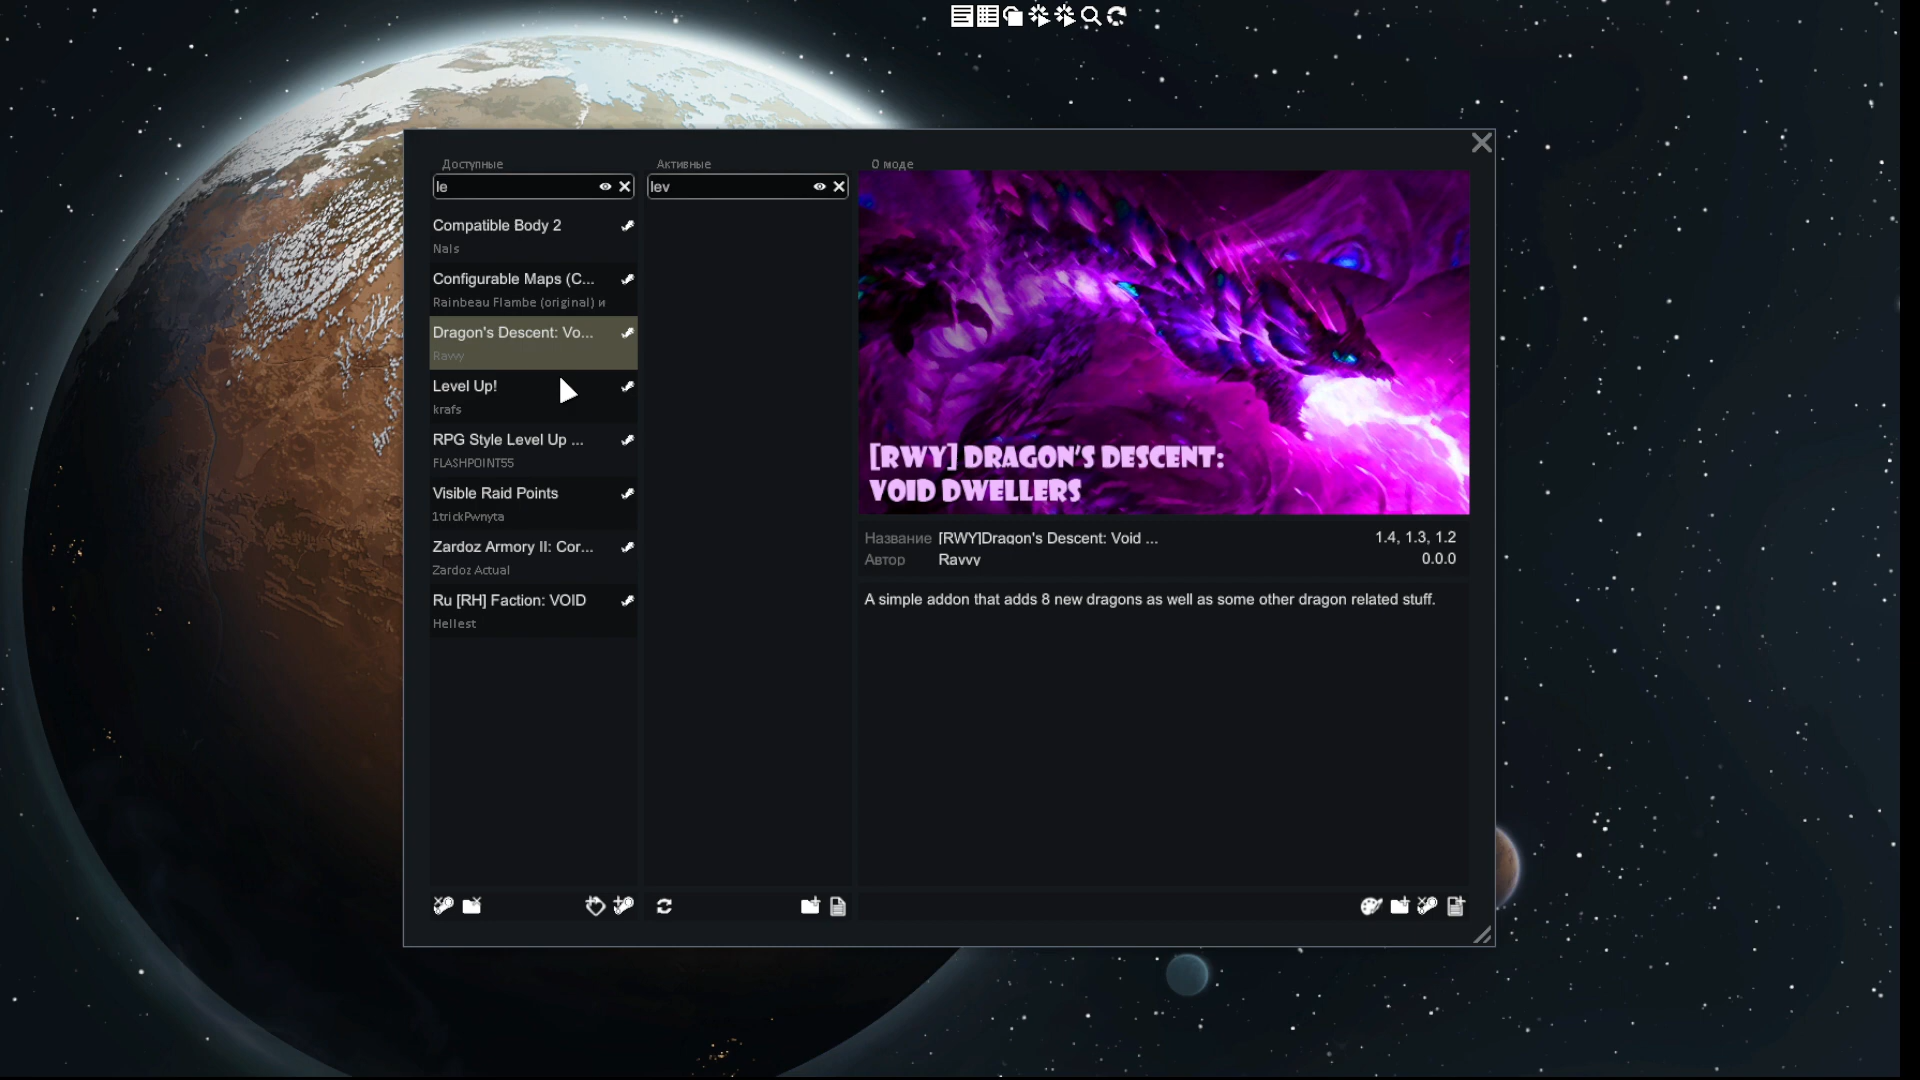 Доступные
le
Compatible Body 2
Nals
Configurable Maps (C...
Rainbeau Flambe (original) и
Dragon's Descent: Vo...
Ravvy
Level Up!
krafs
RPG Style Level Up ...
FLASHPOINT55
Visible Raid Points
1trickPwnyta
Zardoz Armory II: Cor...
Zardoz Actual
Ru [RH] Faction: VOID
Hellest
Активные
lev
О моде
[RWY] DRAGON'S DESCENT:
VOID DWELLERS
Название [RWY]Dragon's Descent: Void ... 1.4, 1.3, 1.2
Автор Ravvy 0.0.0
A simple addon that adds 8 new dragons as well as some other dragon related stuff.